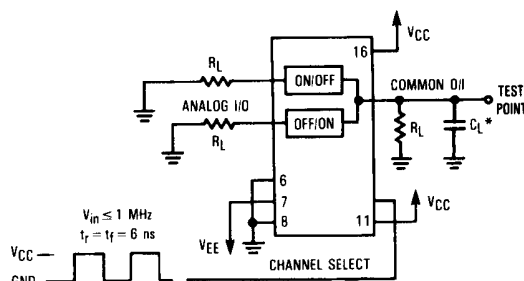 VCC
16
RL
ON/OFF
COMMON O/I
TEST
POINT
ANALOG I/O
OFF/ON
RL
RL
CL*
6
7
8
11
VCC
Vin ≤ 1 MHz
tr = tf = 6 ns
VEE
VCC
GND
CHANNEL SELECT